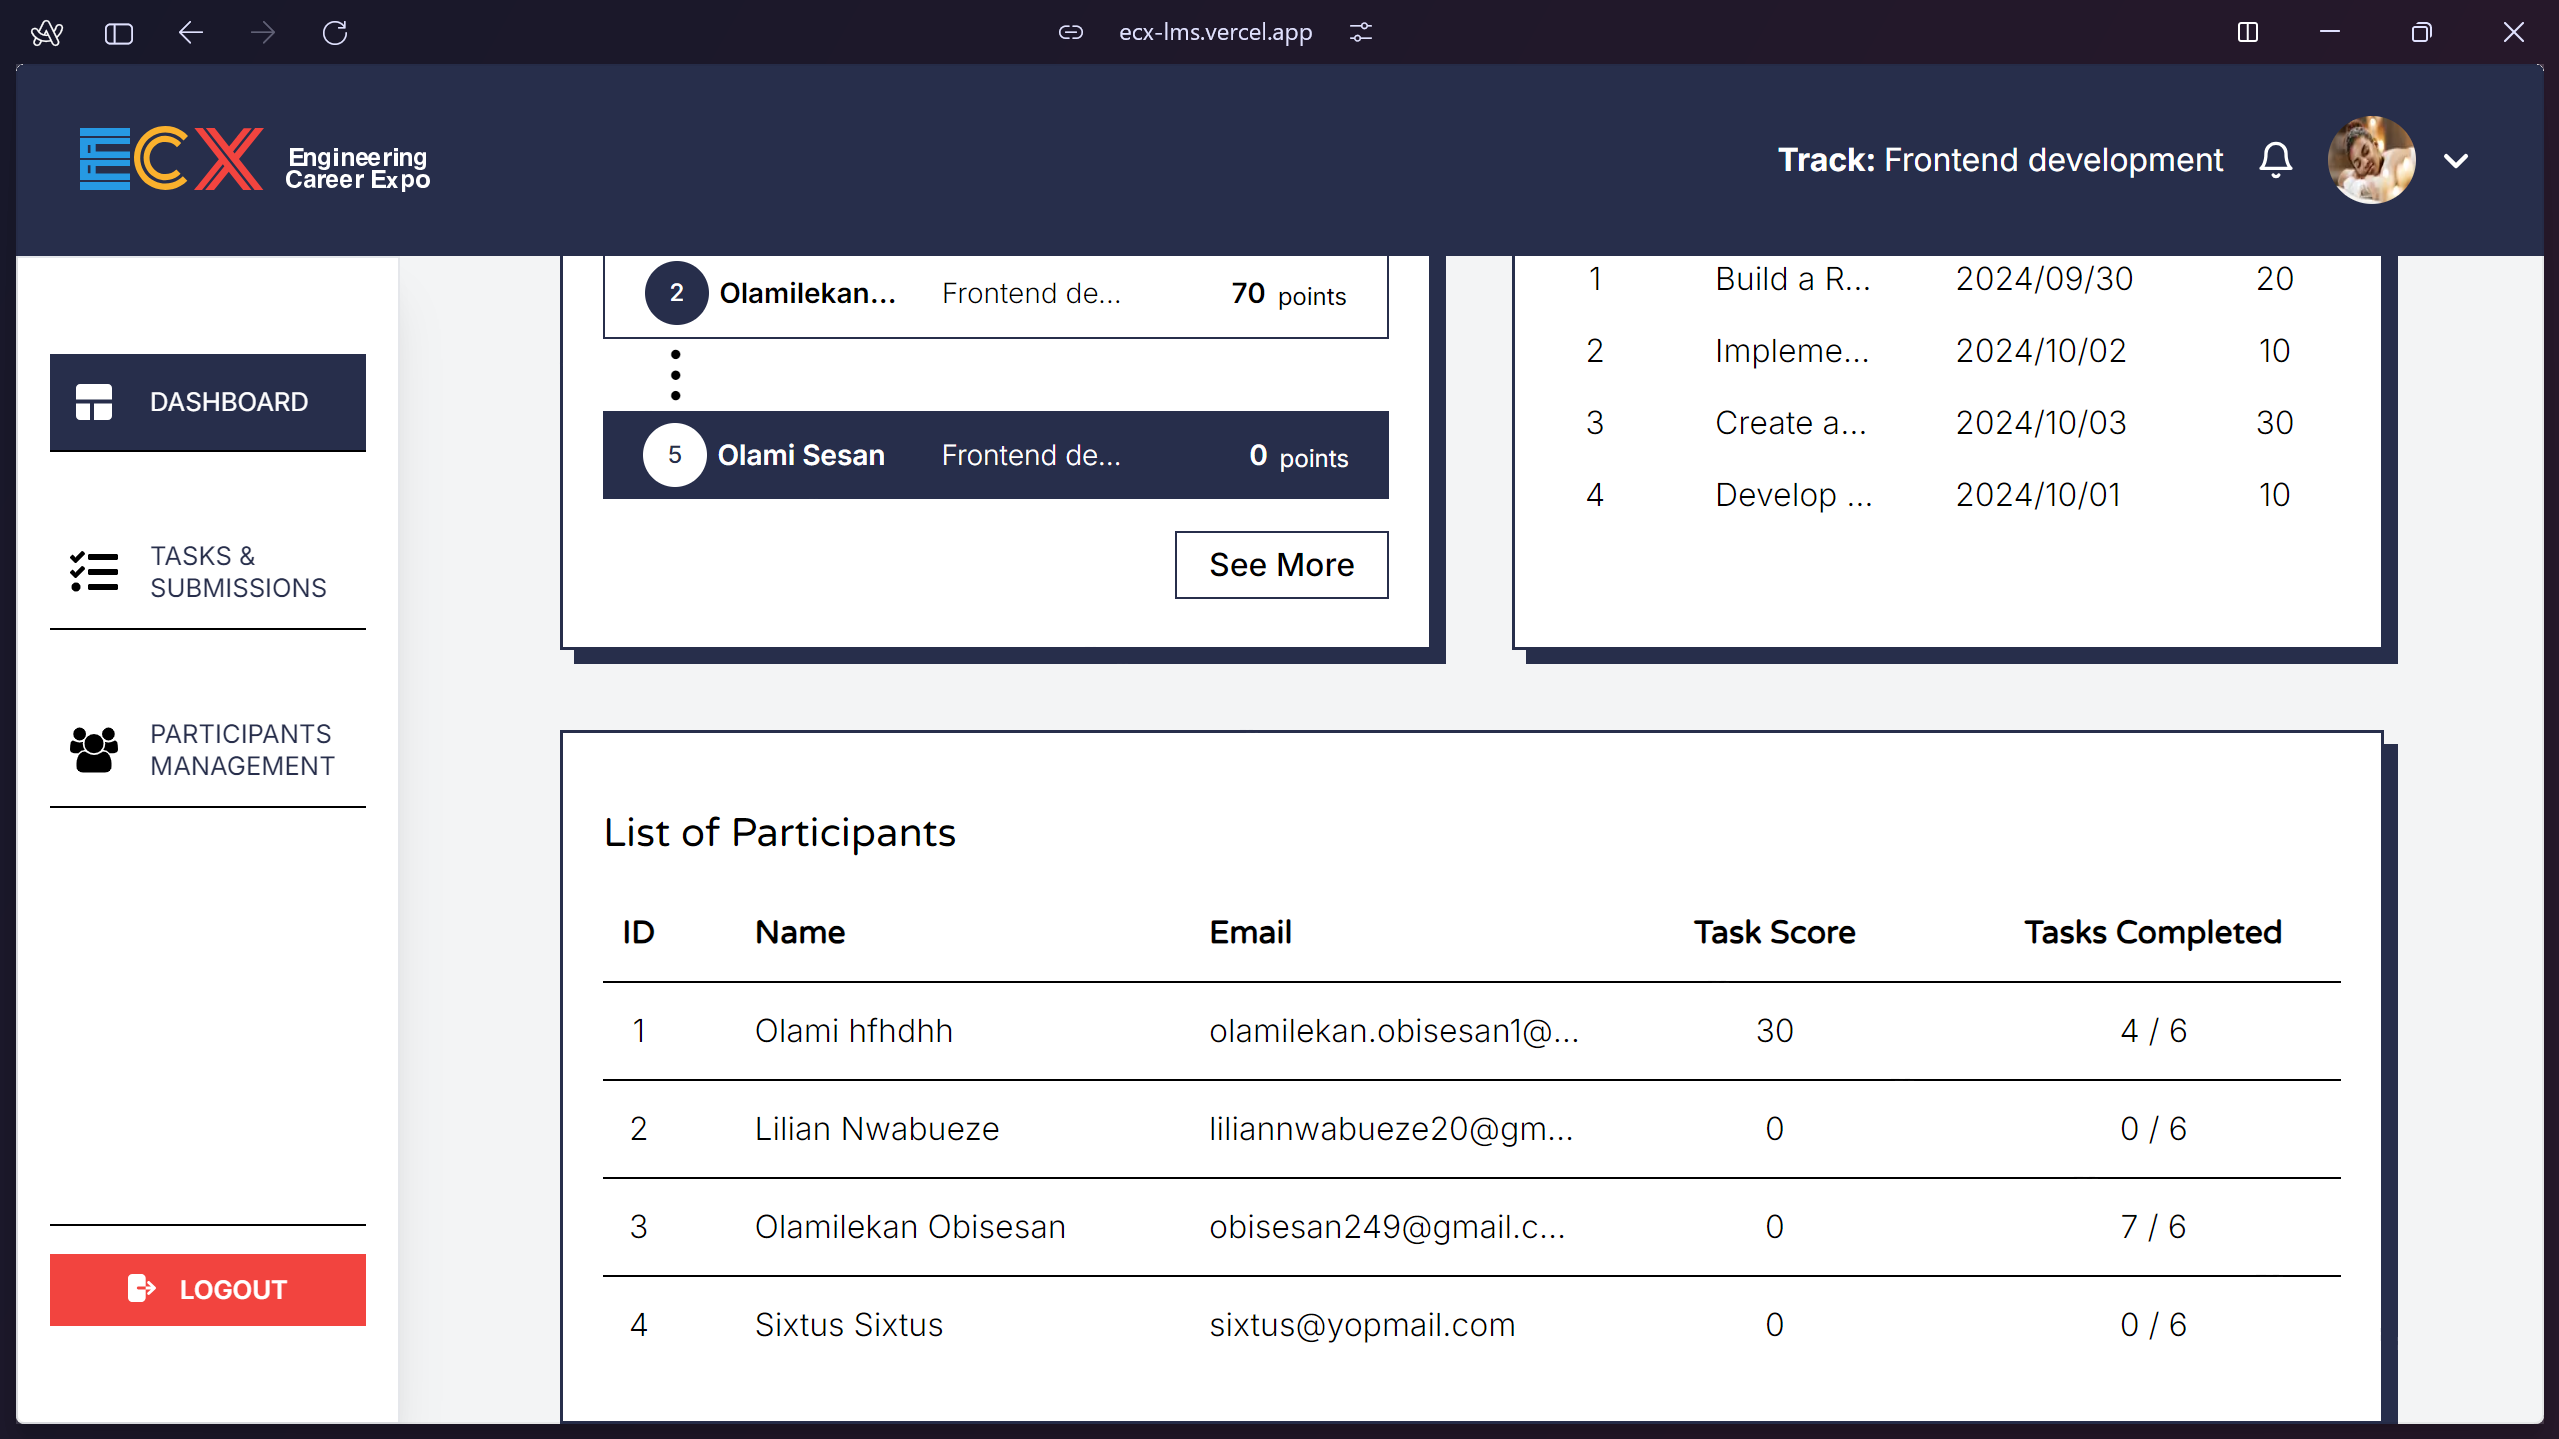 ecx-lms.vercel.app
ECX Engineering
Career Expo
Track: Frontend development
DASHBOARD
TASKS &
SUBMISSIONS
PARTICIPANTS
MANAGEMENT
LOGOUT
2 Olamilekan... Frontend de... 70 points
5 Olami Sesan Frontend de... 0 points
See More
1 Build a R... 2024/09/30 20
2 Impleme... 2024/10/02 10
3 Create a... 2024/10/03 30
4 Develop ... 2024/10/01 10
List of Participants
ID Name Email Task Score Tasks Completed
1 Olami hfhdhh olamilekan.obisesan1@... 30 4 / 6
2 Lilian Nwabueze liliannwabueze20@gm... 0 0 / 6
3 Olamilekan Obisesan obisesan249@gmail.c... 0 7 / 6
4 Sixtus Sixtus sixtus@yopmail.com 0 0 / 6